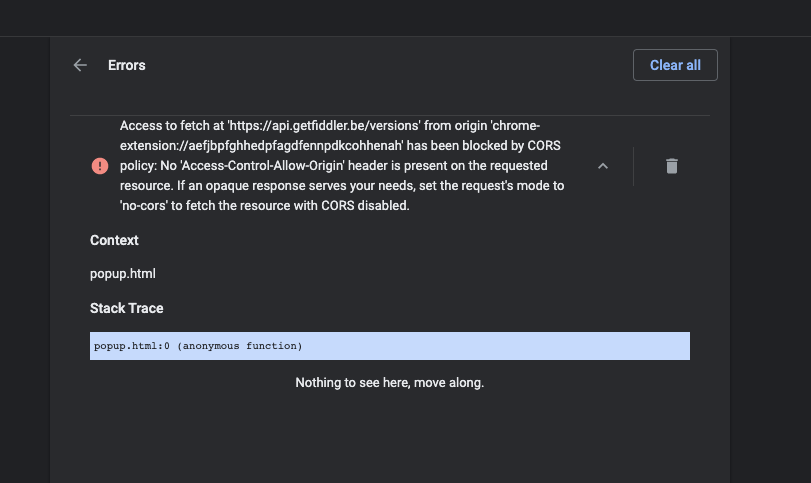 Errors
Clear all
Access to fetch at 'https://api.getfiddler.be/versions' from origin 'chrome-
extension://aefjbpfghhedpfagdfennpdkcohhenah' has been blocked by CORS
policy: No 'Access-Control-Allow-Origin' header is present on the requested
resource. If an opaque response serves your needs, set the request's mode to
'no-cors' to fetch the resource with CORS disabled.
Context
popup.html
Stack Trace
popup.html:0 (anonymous function)
Nothing to see here, move along.